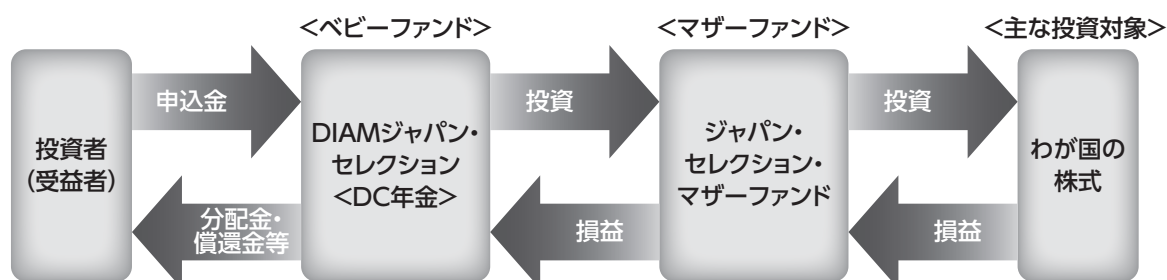 <ベビーファンド>
<マザーファンド>
<主な投資対象>
申込金
投資
投資
投資者
(受益者)
DIAMジャパン・
セレクション
<DC年金>
ジャパン・
セレクション・
マザーファンド
わが国の
株式
分配金・
償還金等
損益
損益